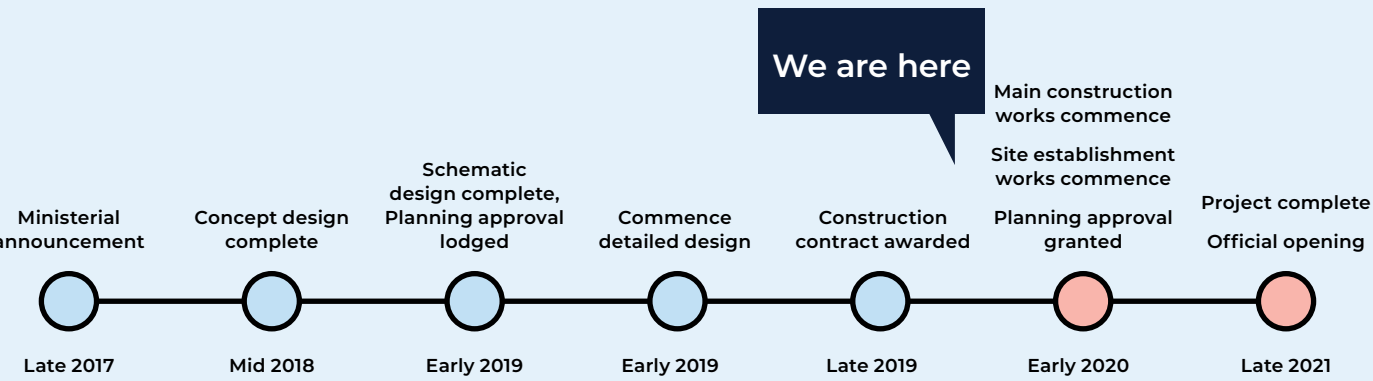 We are here
Ministerial
announcement
Late 2017
Concept design
complete
Mid 2018
Schematic
design complete,
Planning approval
lodged
Early 2019
Commence
detailed design
Early 2019
Construction
contract awarded
Late 2019
Main construction
works commence
Site establishment
works commence
Planning approval
granted
Early 2020
Project complete
Official opening
Late 2021